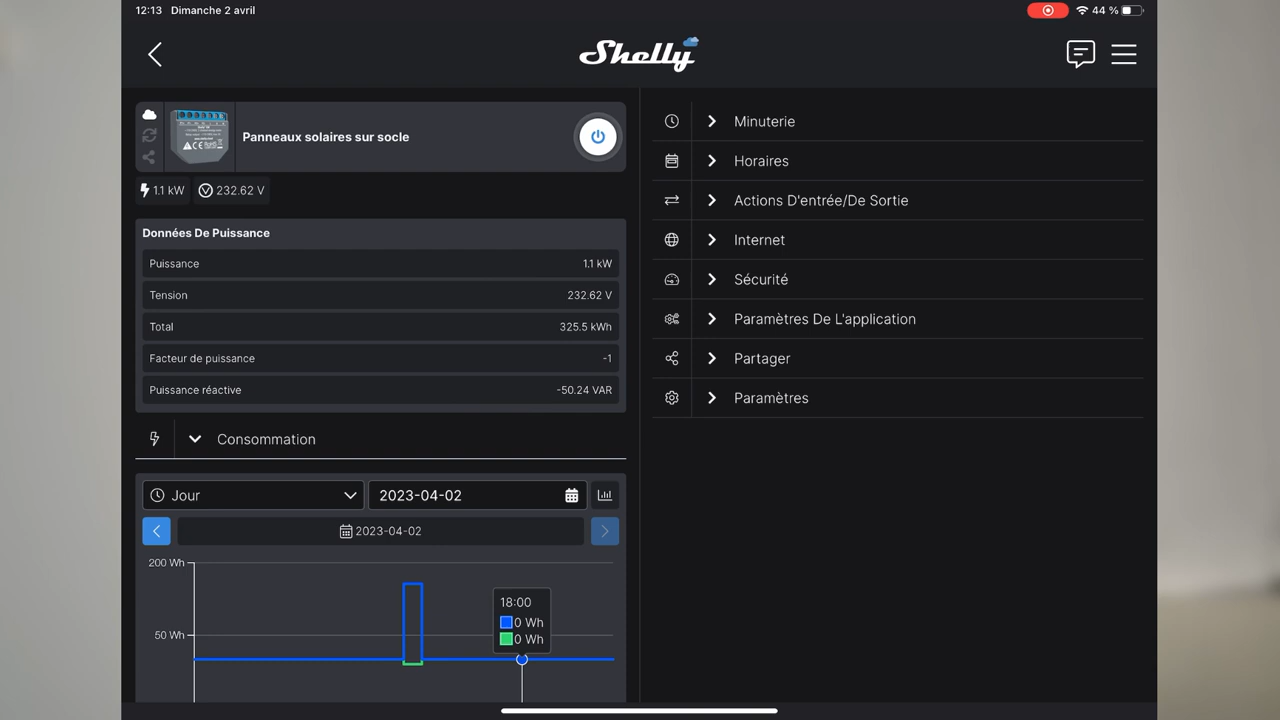 12:13 Dimanche 2 avril
44 %
Shelly
Panneaux solaires sur socle
1.1 kW
232.62 V
Données De Puissance
Puissance 1.1 kW
Tension 232.62 V
Total 325.5 kWh
Facteur de puissance -1
Puissance réactive -50.24 VAR
Consommation
Jour
2023-04-02
2023-04-02
200 Wh
50 Wh
18:00
0 Wh
0 Wh
Minuterie
Horaires
Actions D'entrée/De Sortie
Internet
Sécurité
Paramètres De L'application
Partager
Paramètres